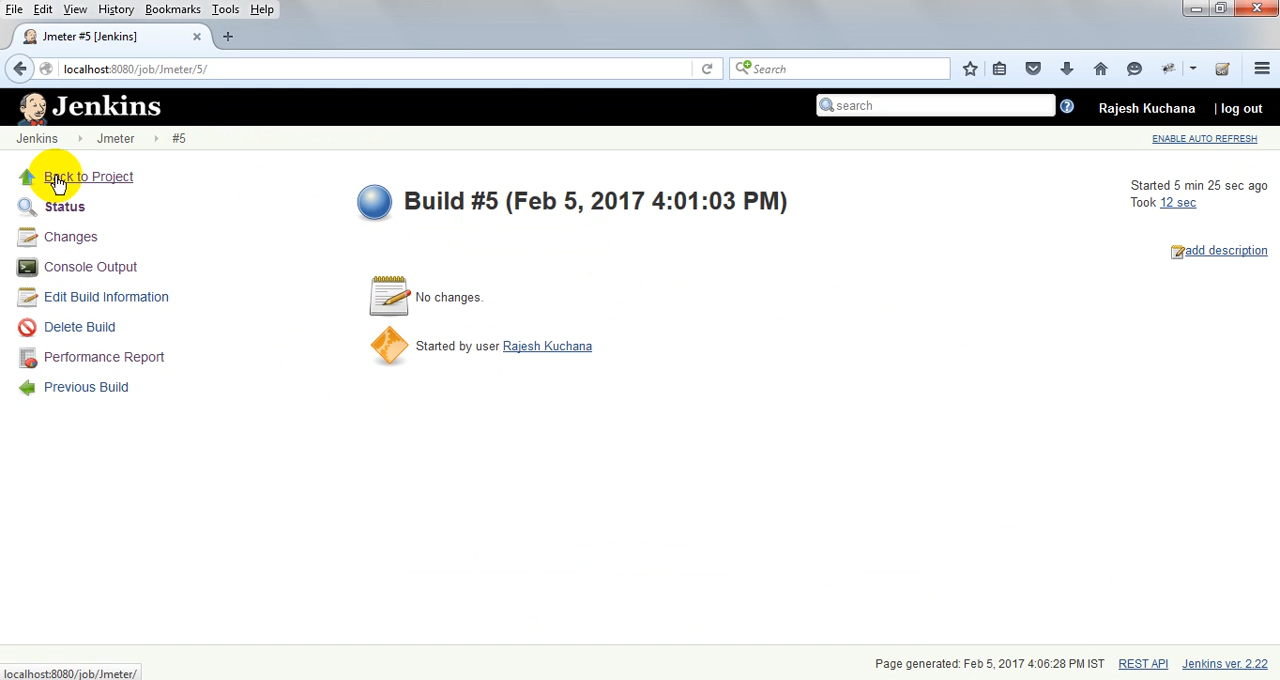 File Edit View History Bookmarks Tools Help
Jmeter #5 [Jenkins]
localhost:8080/job/Jmeter/5/
Search
Jenkins
search
Rajesh Kuchana | log out
Jenkins Jmeter #5
ENABLE AUTO REFRESH
Back to Project
Status
Changes
Console Output
Edit Build Information
Delete Build
Performance Report
Previous Build
Build #5 (Feb 5, 2017 4:01:03 PM)
Started 5 min 25 sec ago
Took 12 sec
add description
No changes.
Started by user Rajesh Kuchana
Page generated: Feb 5, 2017 4:06:28 PM IST REST API Jenkins ver. 2.22
localhost:8080/job/Jmeter/